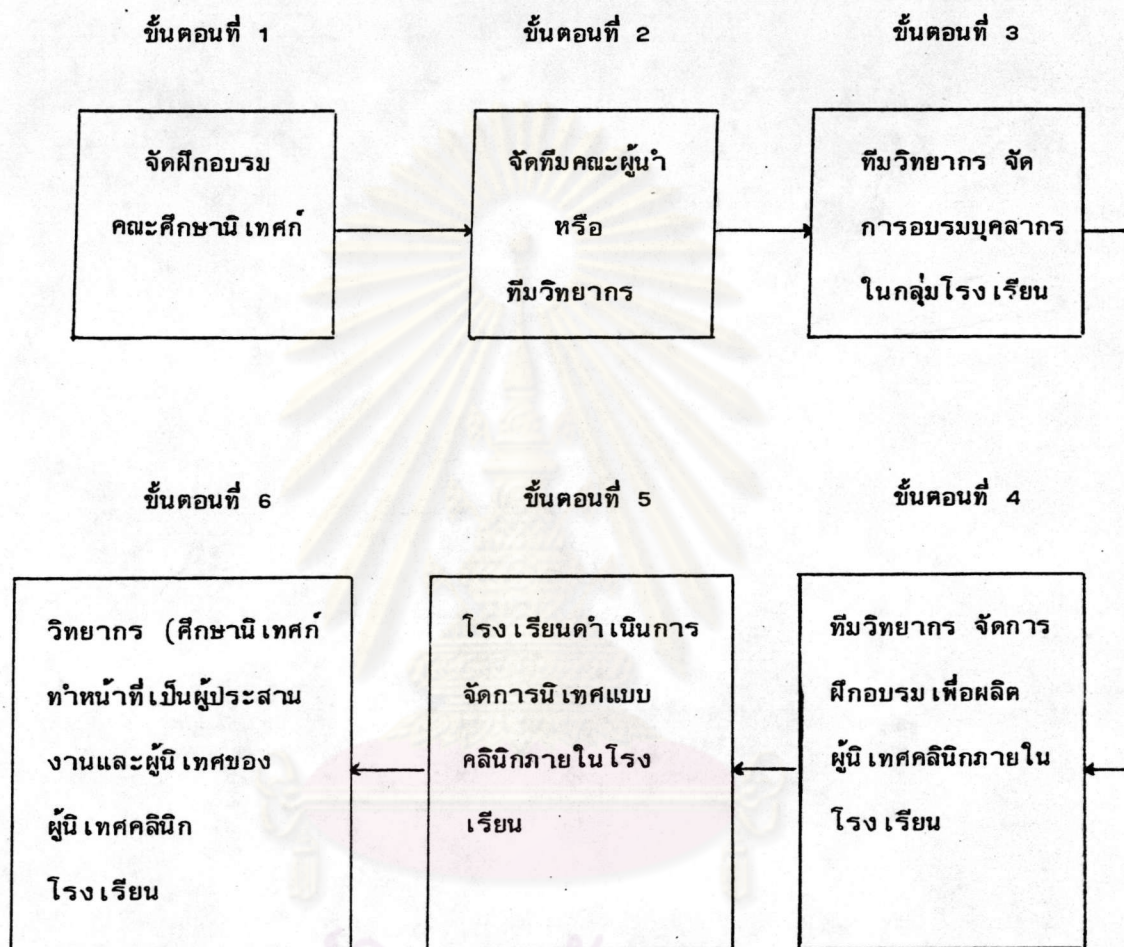 ขั้นตอนที่ 1
ขั้นตอนที่ 2
ขั้นตอนที่ 3
จัดฝึกอบรม
คณะศึกษานิเทศก์
จัดทีมคณะผู้นำ
หรือ
ทีมวิทยากร
ทีมวิทยากร จัด
การอบรมบุคลากร
ในกลุ่มโรงเรียน
ขั้นตอนที่ 6
ขั้นตอนที่ 5
ขั้นตอนที่ 4
วิทยากร (ศึกษานิเทศก์
ทำหน้าที่เป็นผู้ประสาน
งานและผู้นิเทศของ
ผู้นิเทศคลินิก
โรงเรียน
โรงเรียนดำเนินการ
จัดการนิเทศแบบ
คลินิกภายในโรง
เรียน
ทีมวิทยากร จัดการ
ฝึกอบรมเพื่อผลิต
ผู้นิเทศคลินิกภายใน
โรงเรียน